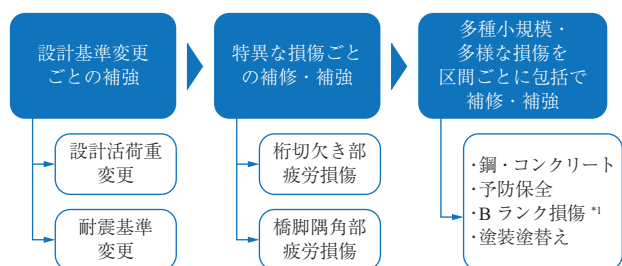 設計基準変更
ごとの補強
特異な損傷ごと
の補修・補強
多種小規模・
多様な損傷を
区間ごとに包括で
補修・補強
設計活荷重
変更
耐震基準
変更
桁切欠き部
疲労損傷
橋脚隅角部
疲労損傷
・鋼・コンクリート
・予防保全
・B ランク損傷 *1
・塗装塗替え